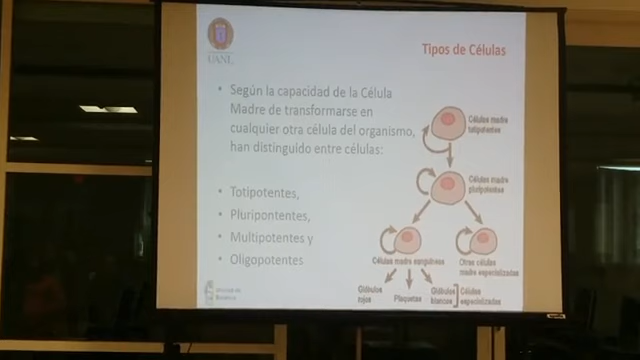 UANL
Tipos de Células
• Según la capacidad de la Célula
Madre de transformarse en
cualquier otra célula del organismo,
han distinguido entre células:
• Totipotentes,
• Pluripontentes,
• Multipotentes y
• Oligopotentes
Células madre
totipotentes
Células madre
pluripotentes
Células madre sanguíneas
Otras células
madre especializadas
Glóbulos
rojos
Plaquetas
Glóbulos
blancos
Células
especializadas